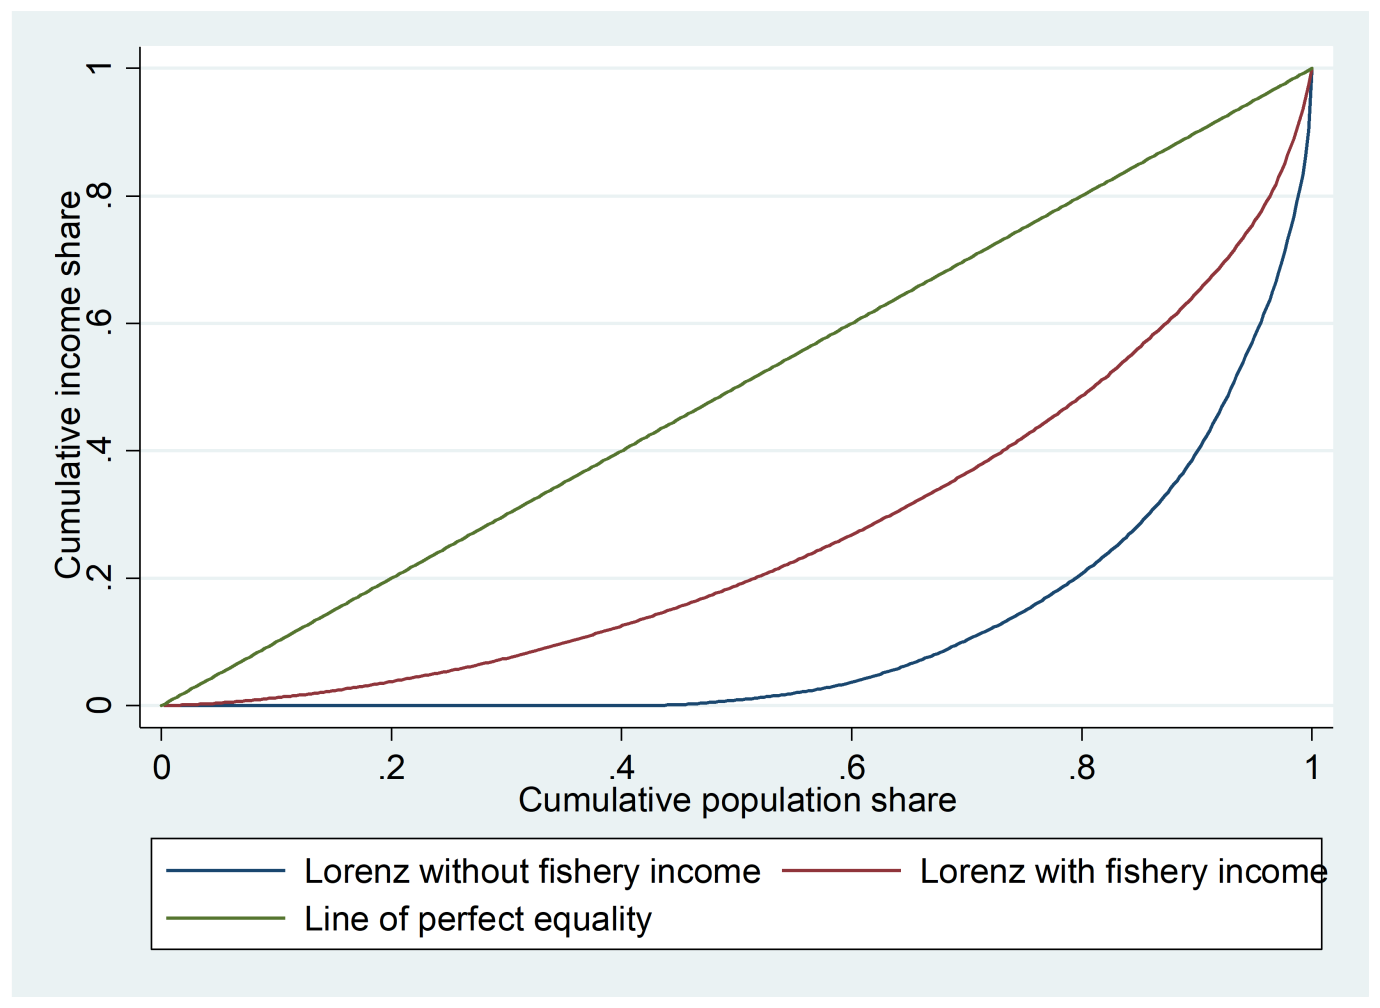 Cumulative income share
1
.8
.6
.4
.2
0
0 .2 .4 .6 .8 1
Cumulative population share
Lorenz without fishery income Lorenz with fishery income
Line of perfect equality